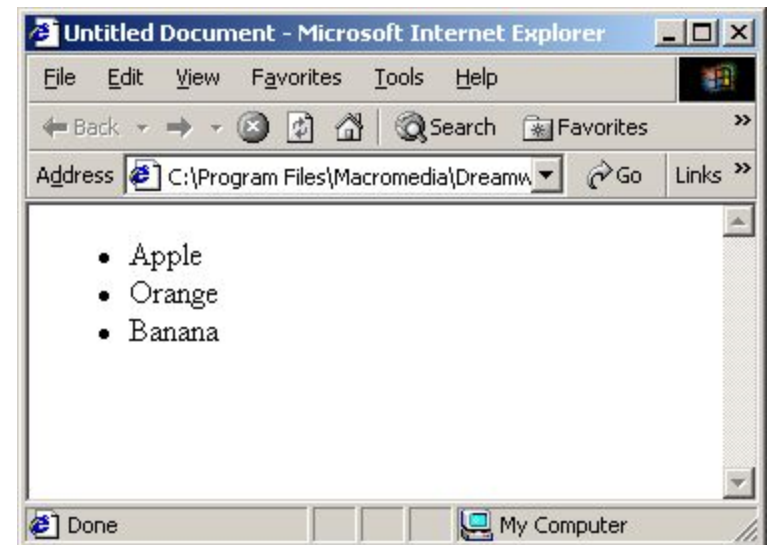 Untitled Document - Microsoft Internet Explorer
File Edit View Favorites Tools Help
Back Search Favorites »
Address C:\Program Files\Macromedia\Dreamw Go Links »
• Apple
• Orange
• Banana
Done My Computer